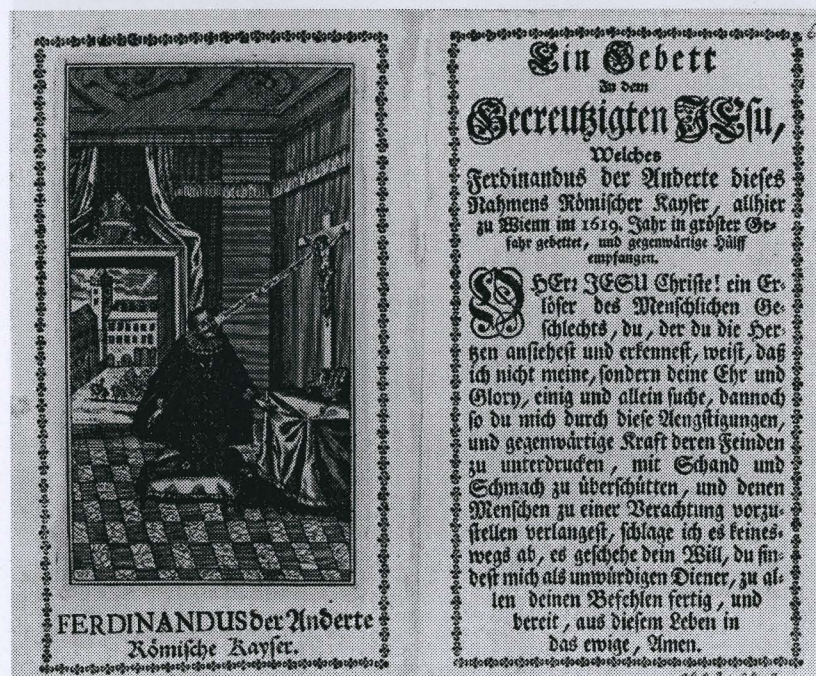 FERDINANDUS der Anderte
Römische Kayser.
Ein Gebett
Zu dem
Gecreutzigten JEsu,
Welches
Ferdinandus der Anderte dieses
Nahmens Römischer Kayser, allhier
zu Wienn im 1619. Jahr in gröster Ge-
fahr gebettet, und gegenwärtige Hülff
empfangen.
O HErr JESU Christe! ein Er-
löser des Menschlichen Ge-
schlechts, du, der du die Her-
tzen ansiehest und erkennest, weist, daß
ich nicht meine, sondern deine Ehr und
Glory, einig und allein suche, dannoch
so du mich durch diese Aengstigungen,
und gegenwärtige Kraft deren Feinden
zu unterdrucken, mit Schand und
Schmach zu überschütten, und denen
Menschen zu einer Verachtung vorzu-
stellen verlangest, schlage ich es keines-
wegs ab, es geschehe dein Will, du fin-
dest mich als unwürdigen Diener, zu al-
len deinen Befehlen fertig, und
bereit, aus diesem Leben in
das ewige, Amen.